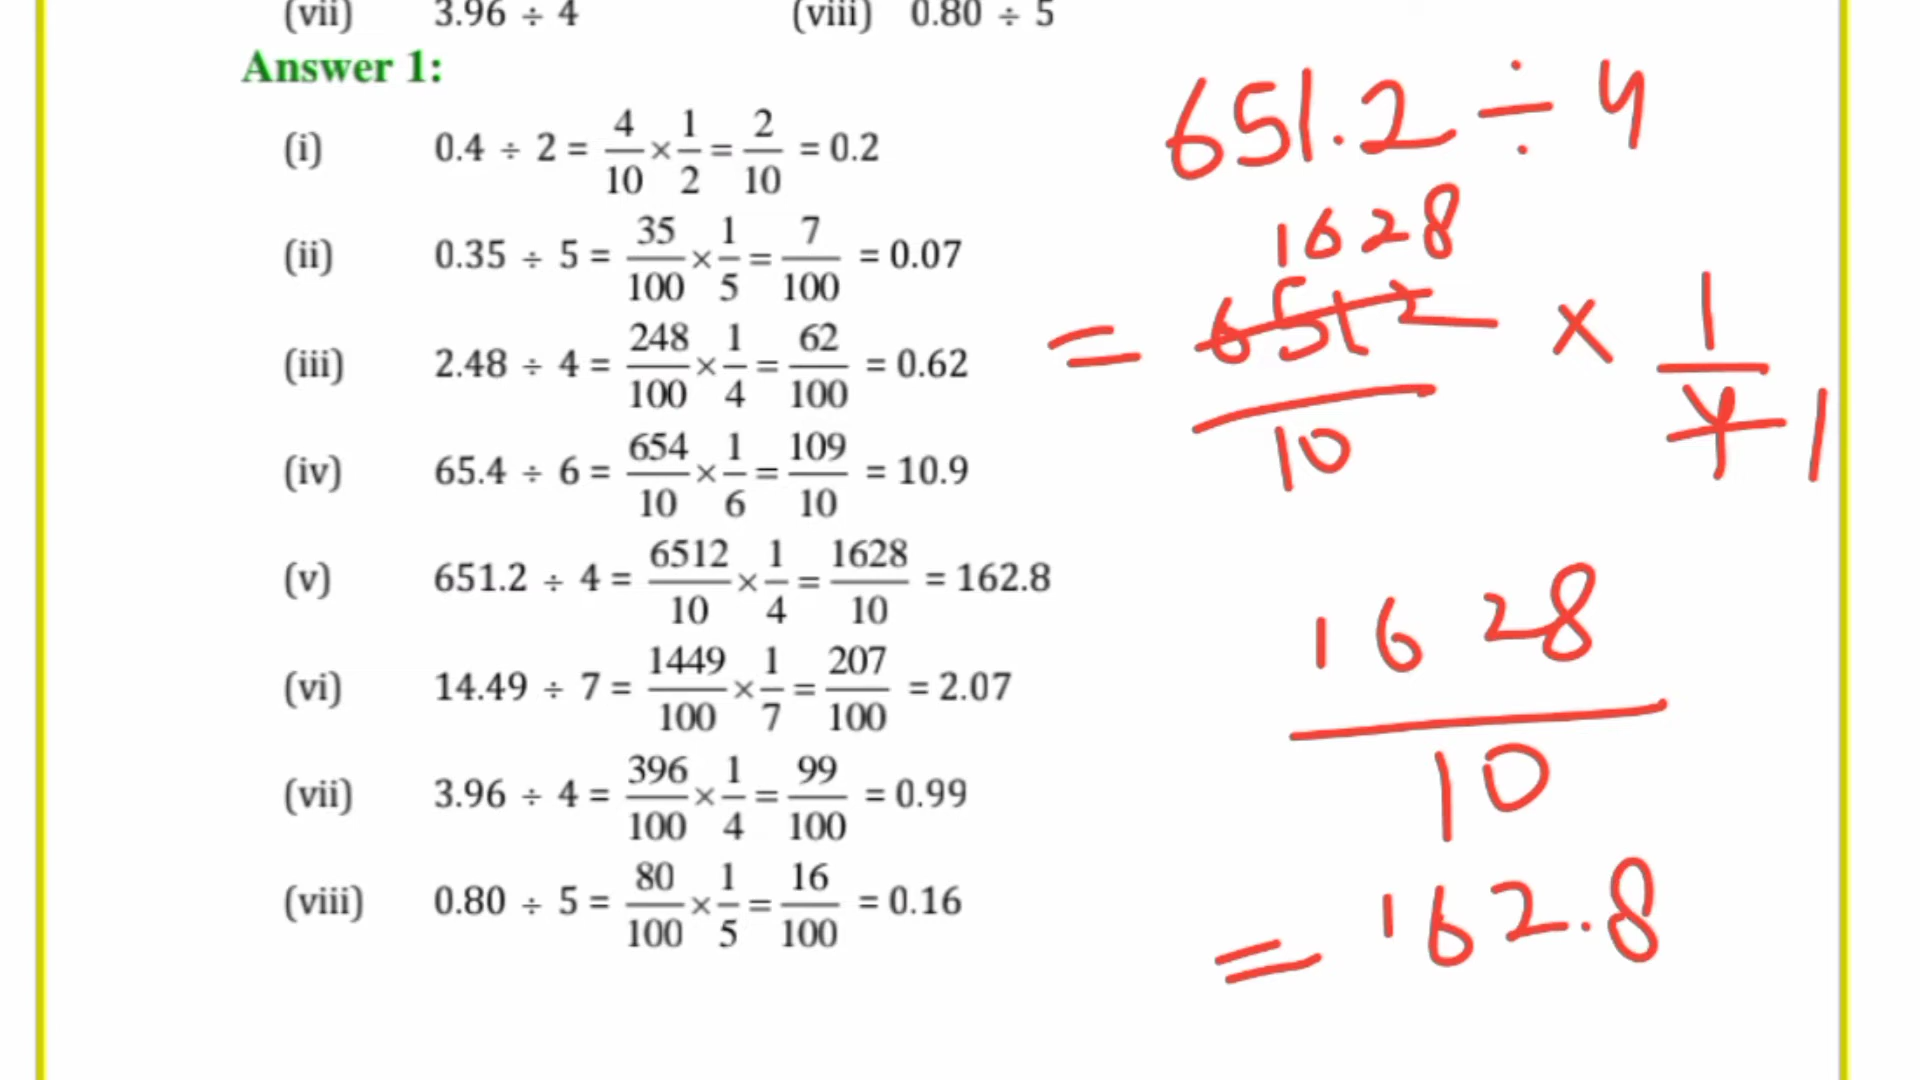 (vii) 3.96 ÷ 4 (viii) 0.80 ÷ 5
Answer 1:
(i) 0.4 ÷ 2 = 4/10 × 1/2 = 2/10 = 0.2
(ii) 0.35 ÷ 5 = 35/100 × 1/5 = 7/100 = 0.07
(iii) 2.48 ÷ 4 = 248/100 × 1/4 = 62/100 = 0.62
(iv) 65.4 ÷ 6 = 654/10 × 1/6 = 109/10 = 10.9
(v) 651.2 ÷ 4 = 6512/10 × 1/4 = 1628/10 = 162.8
(vi) 14.49 ÷ 7 = 1449/100 × 1/7 = 207/100 = 2.07
(vii) 3.96 ÷ 4 = 396/100 × 1/4 = 99/100 = 0.99
(viii) 0.80 ÷ 5 = 80/100 × 1/5 = 16/100 = 0.16
651.2 ÷ 4
1628
= 6512/10 × 1/4 1
1628/10
= 162.8